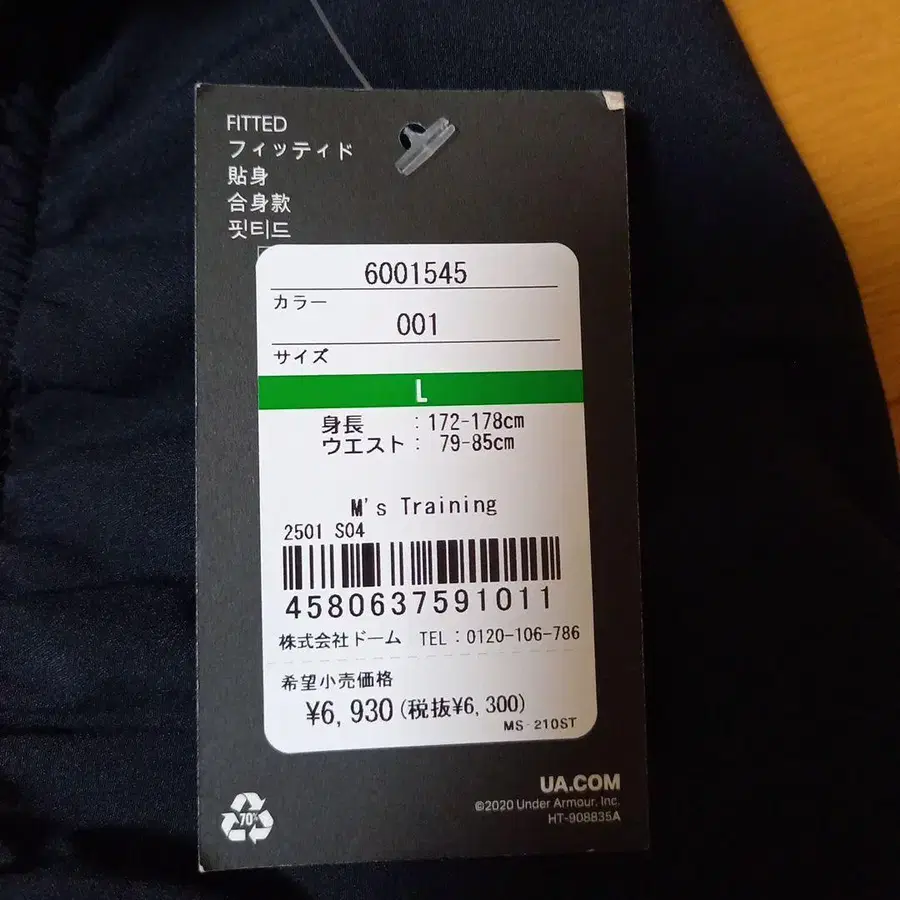 FITTED
フィッティド
貼身
合身款
핏티드
6001545
カラー
001
サイズ
L
身長 : 172-178cm
ウエスト : 79-85cm
M's Training
2501 S04
4580637591011
株式会社ドーム TEL : 0120-106-786
希望小売価格
¥6,930(税抜¥6,300)
MS-210ST
70%
UA.COM
©2020 Under Armour, Inc.
HT-908835A